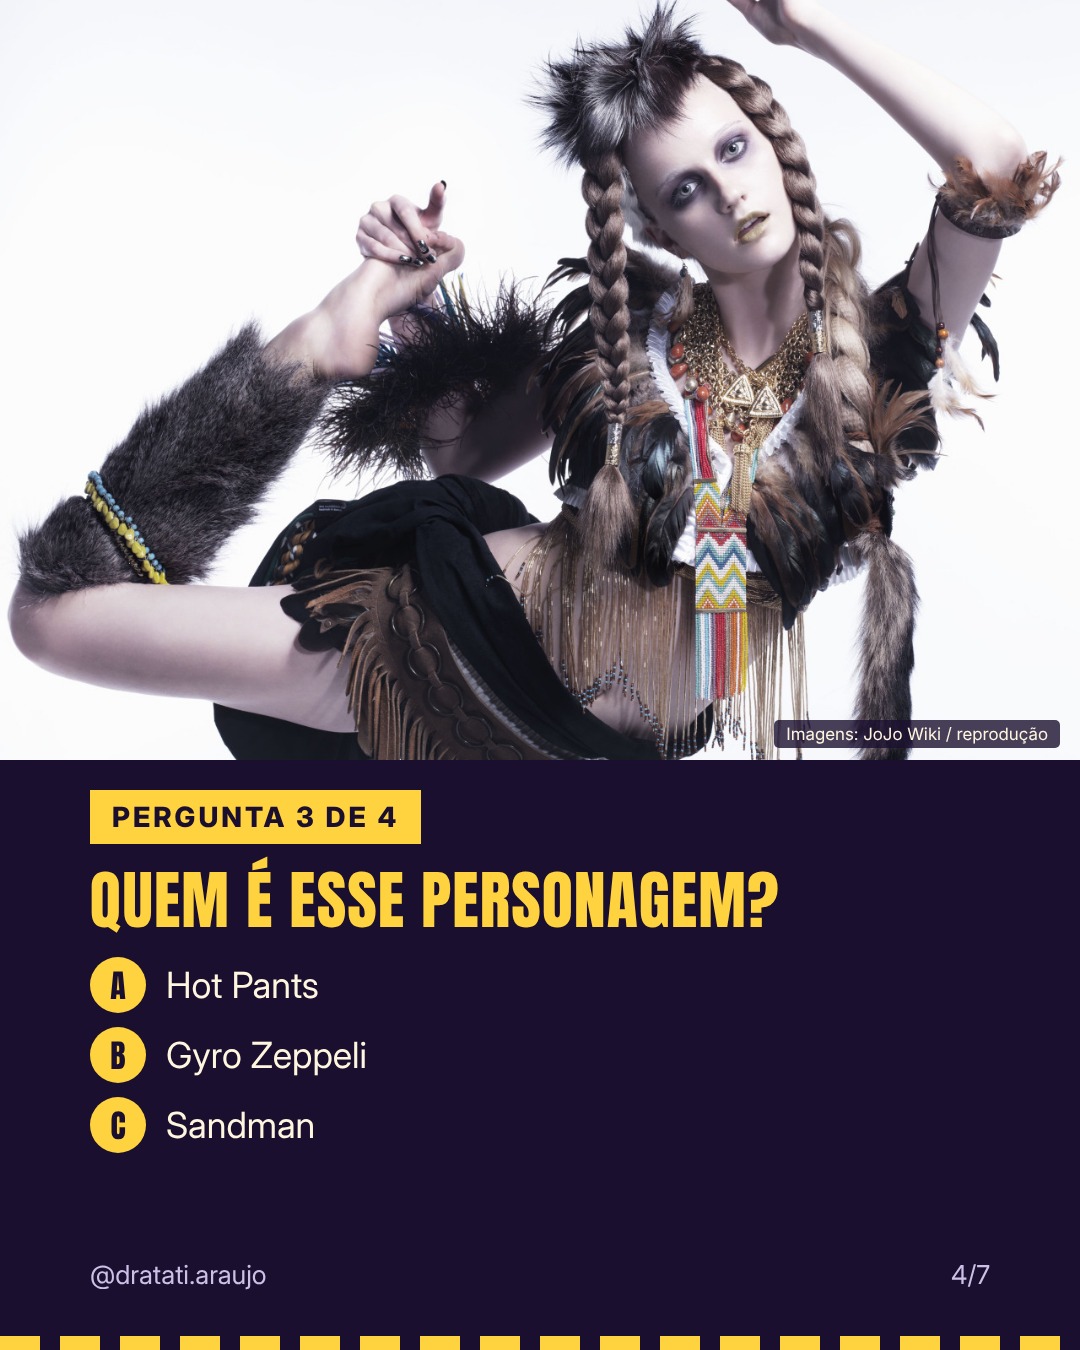 Imagens: JoJo Wiki / reprodução
PERGUNTA 3 DE 4
QUEM É ESSE PERSONAGEM?
A Hot Pants
B Gyro Zeppeli
C Sandman
@dratati.araujo
4/7